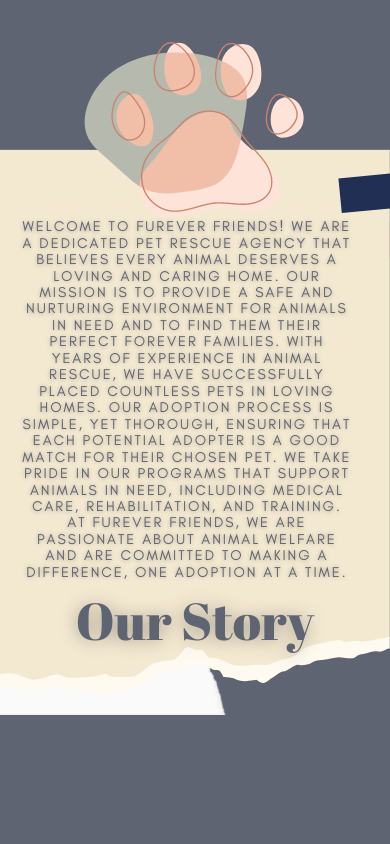 WELCOME TO FUREVER FRIENDS! WE ARE
A DEDICATED PET RESCUE AGENCY THAT
BELIEVES EVERY ANIMAL DESERVES A
LOVING AND CARING HOME. OUR
MISSION IS TO PROVIDE A SAFE AND
NURTURING ENVIRONMENT FOR ANIMALS
IN NEED AND TO FIND THEM THEIR
PERFECT FOREVER FAMILIES. WITH
YEARS OF EXPERIENCE IN ANIMAL
RESCUE, WE HAVE SUCCESSFULLY
PLACED COUNTLESS PETS IN LOVING
HOMES. OUR ADOPTION PROCESS IS
SIMPLE, YET THOROUGH, ENSURING THAT
EACH POTENTIAL ADOPTER IS A GOOD
MATCH FOR THEIR CHOSEN PET. WE TAKE
PRIDE IN OUR PROGRAMS THAT SUPPORT
ANIMALS IN NEED, INCLUDING MEDICAL
CARE, REHABILITATION, AND TRAINING.
AT FUREVER FRIENDS, WE ARE
PASSIONATE ABOUT ANIMAL WELFARE
AND ARE COMMITTED TO MAKING A
DIFFERENCE, ONE ADOPTION AT A TIME.
Our Story